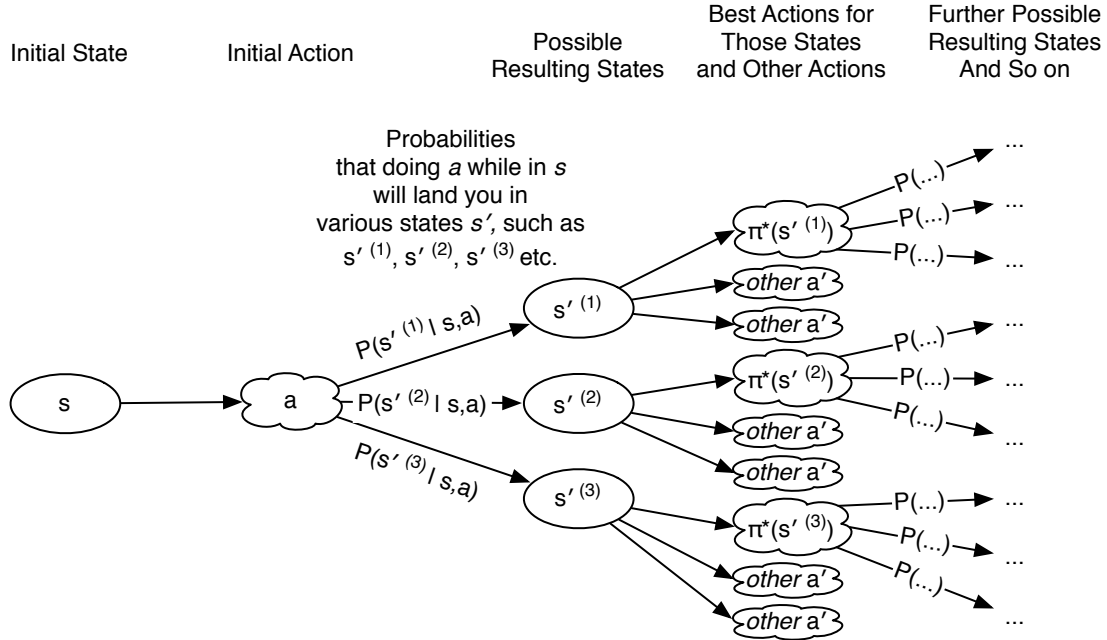 Initial State
Initial Action
Possible
Resulting States
Best Actions for
Those States
and Other Actions
Further Possible
Resulting States
And So on
Probabilities
that doing a while in s
will land you in
various states s′, such as
s′ (1), s′ (2), s′ (3) etc.
s
a
P(s′ (1) | s,a)
P(s′ (2) | s,a)
P(s′ (3) | s,a)
s′ (1)
s′ (2)
s′ (3)
π*(s′ (1))
other a′
other a′
π*(s′ (2))
other a′
other a′
π*(s′ (3))
other a′
other a′
P(...)
...
P(...)
...
P(...)
...
P(...)
...
P(...)
...
P(...)
...
P(...)
...
P(...)
...
P(...)
...